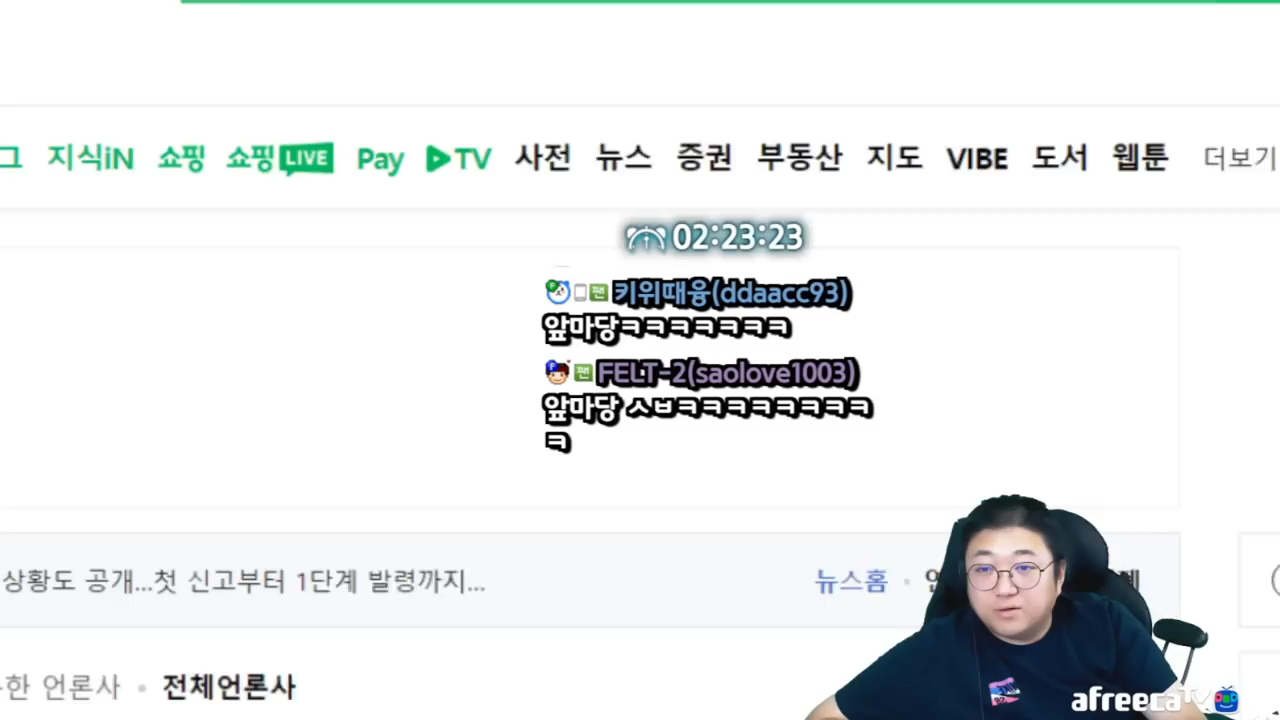 그 지식iN 쇼핑 쇼핑LIVE Pay TV 사전 뉴스 증권 부동산 지도 VIBE 도서 웹툰 더보기
02:23:23
팬 키위때융(ddaacc93)
앞마당ㅋㅋㅋㅋㅋㅋㅋ
팬 FELT-2(saolove1003)
앞마당 ㅅㅂㅋㅋㅋㅋㅋㅋㅋㅋ
ㅋ
상황도 공개...첫 신고부터 1단계 발령까지...
뉴스홈
한 언론사 전체언론사
afreecaTV